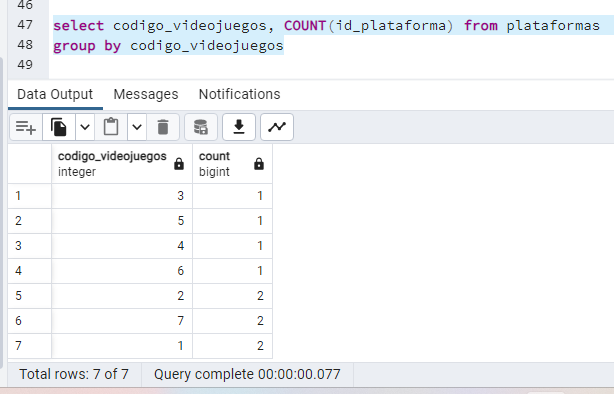 46
47 select codigo_videojuegos, COUNT(id_plataforma) from plataformas
48 group by codigo_videojuegos
49
Data Output Messages Notifications
codigo_videojuegos count
integer bigint
1 3 1
2 5 1
3 4 1
4 6 1
5 2 2
6 7 2
7 1 2
Total rows: 7 of 7 Query complete 00:00:00.077